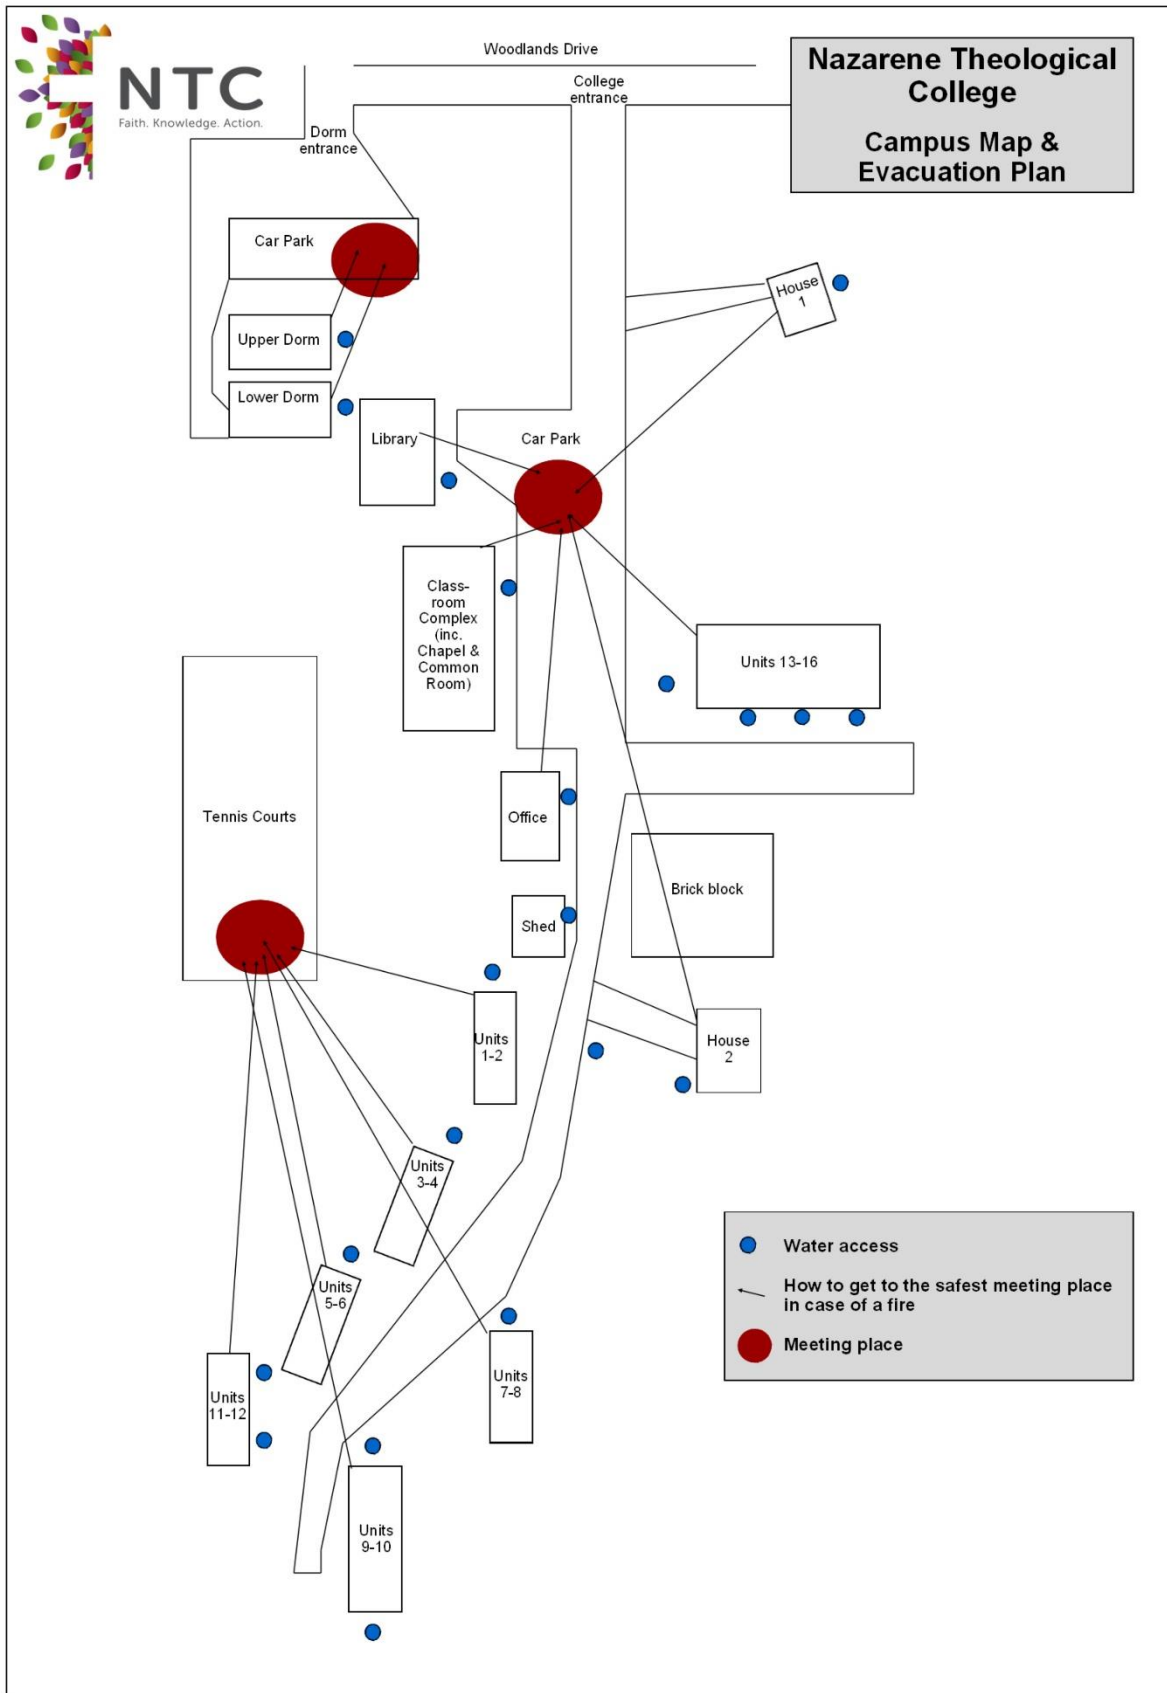 Woodlands Drive
NTC
Faith. Knowledge. Action.
Nazarene Theological
College
Campus Map &
Evacuation Plan
College
entrance
Dorm
entrance
Car Park
House
1
Upper Dorm
Lower Dorm
Library
Car Park
Class-
room
Complex
(inc.
Chapel &
Common
Room)
Units 13-16
Tennis Courts
Office
Brick block
Shed
Units
1-2
House
2
Units
3-4
Units
5-6
Units
7-8
Units
11-12
Units
9-10
Water access
How to get to the safest meeting place
in case of a fire
Meeting place